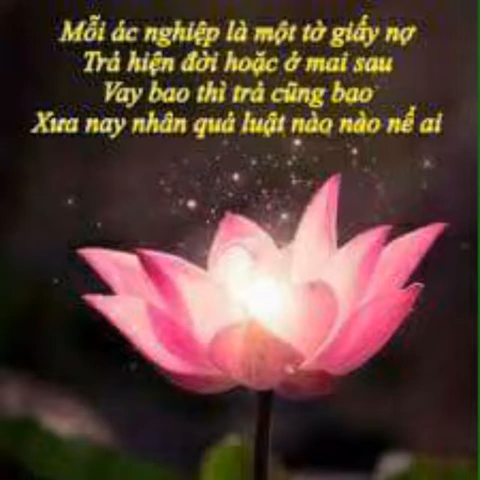 Mỗi ác nghiệp là một tờ giấy nợ
Trả hiện đời hoặc ở mai sau
Vay bao thì trả cũng bao
Xưa nay nhân quả luật nào nào nể ai